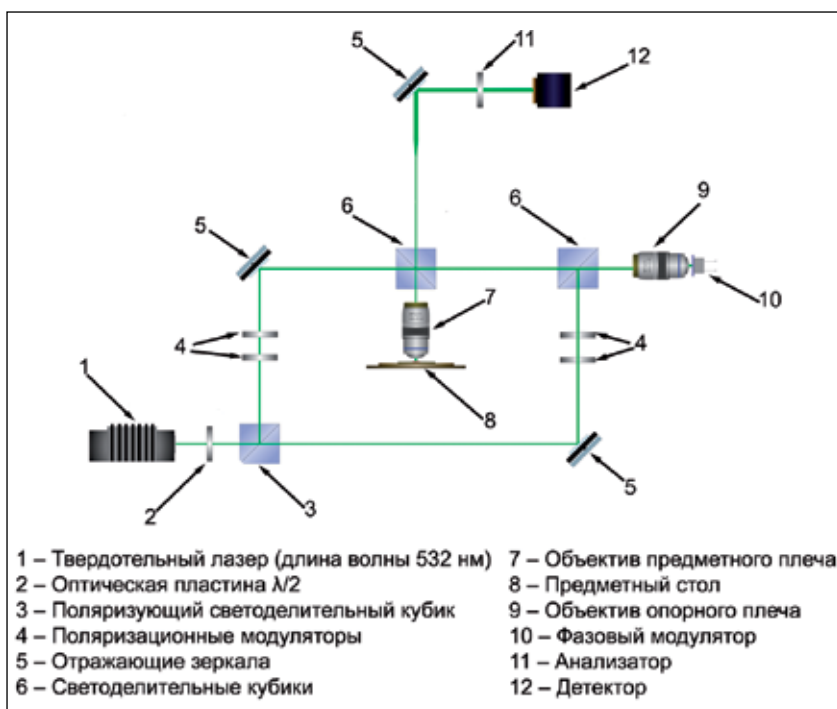 5
11
12
6
6
9
5
7
10
4
4
1
8
5
2
3
1 – Твердотельный лазер (длина волны 532 нм)
2 – Оптическая пластина λ/2
3 – Поляризующий светоделительный кубик
4 – Поляризационные модуляторы
5 – Отражающие зеркала
6 – Светоделительные кубики
7 – Объектив предметного плеча
8 – Предметный стол
9 – Объектив опорного плеча
10 – Фазовый модулятор
11 – Анализатор
12 – Детектор